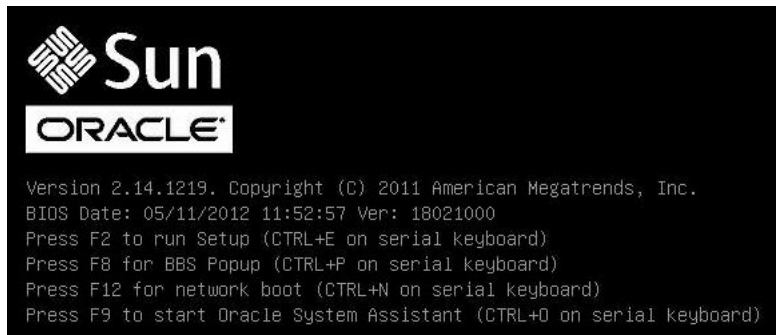 Sun
ORACLE
Version 2.14.1219. Copyright (C) 2011 American Megatrends, Inc.
BIOS Date: 05/11/2012 11:52:57 Ver: 18021000
Press F2 to run Setup (CTRL+E on serial keyboard)
Press F8 for BBS Popup (CTRL+P on serial keyboard)
Press F12 for network boot (CTRL+N on serial keyboard)
Press F9 to start Oracle System Assistant (CTRL+O on serial keyboard)